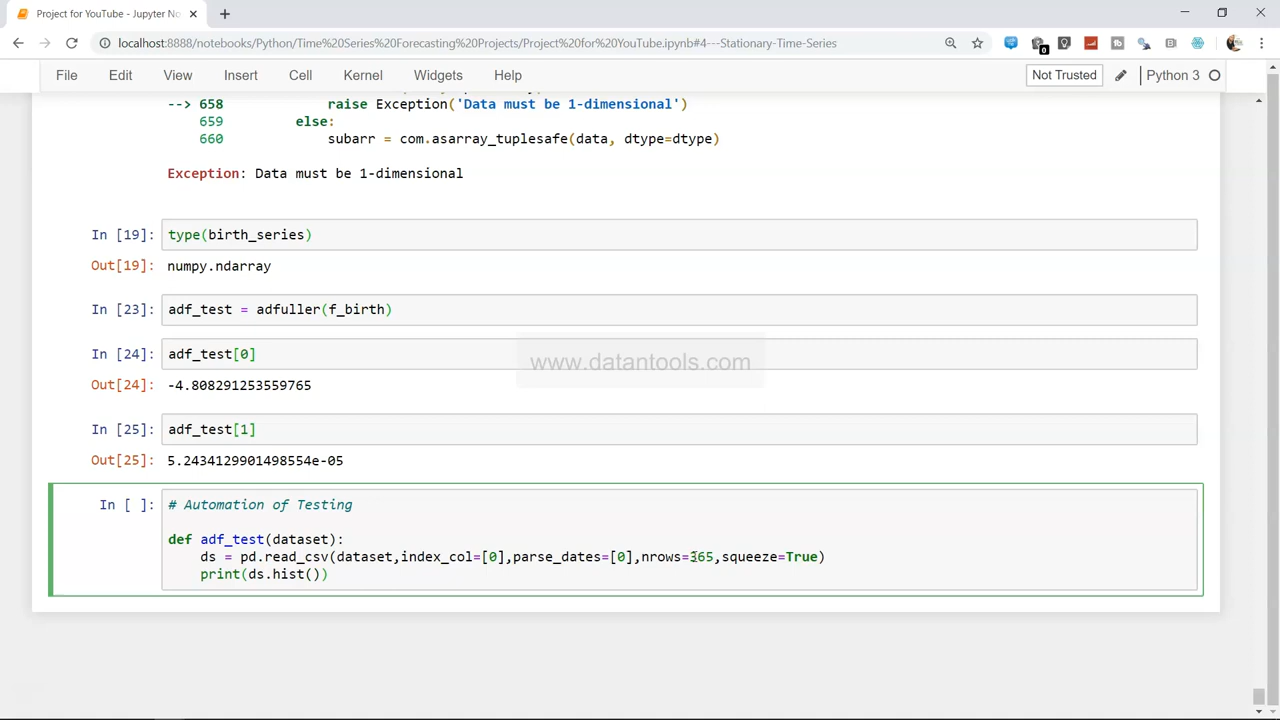 Project for YouTube - Jupyter No
localhost:8888/notebooks/Python/Time%20Series%20Forecasting%20Projects/Project%20for%20YouTube.ipynb#4---Stationary-Time-Series
File Edit View Insert Cell Kernel Widgets Help Not Trusted Python 3
--> 658 raise Exception('Data must be 1-dimensional')
659 else:
660 subarr = com.asarray_tuplesafe(data, dtype=dtype)
Exception: Data must be 1-dimensional
In [19]: type(birth_series)
Out[19]: numpy.ndarray
In [23]: adf_test = adfuller(f_birth)
In [24]: adf_test[0]
www.datantools.com
Out[24]: -4.808291253559765
In [25]: adf_test[1]
Out[25]: 5.2434129901498554e-05
In [ ]: # Automation of Testing
def adf_test(dataset):
ds = pd.read_csv(dataset,index_col=[0],parse_dates=[0],nrows=365,squeeze=True)
print(ds.hist())